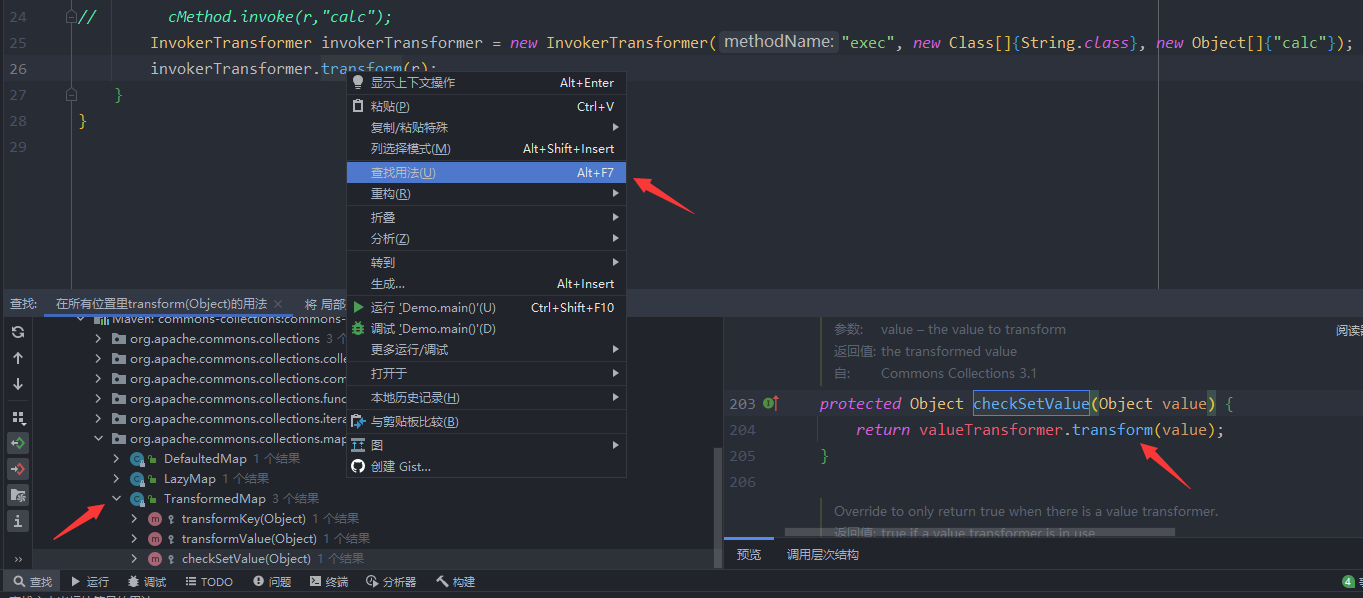 24 // cMethod.invoke(r,"calc");
25 InvokerTransformer invokerTransformer = new InvokerTransformer( methodName: "exec", new Class[]{String.class}, new Object[]{"calc"});
26 invokerTransformer.transform(r);
27 }
28 }
29
显示上下文操作 Alt+Enter
粘贴(P) Ctrl+V
复制/粘贴特殊
列选择模式(M) Alt+Shift+Insert
查找用法(U) Alt+F7
重构(R)
折叠
分析(Z)
转到
生成... Alt+Insert
运行 'Demo.main()'(U) Ctrl+Shift+F10
调试 'Demo.main()'(D)
更多运行/调试
打开于
本地历史记录(H)
与剪贴板比较(B)
图
创建 Gist...
查找: 在所有位置里transform(Object)的用法 × 将 局部
Maven: commons-collections:commons-
org.apache.commons.collections 3 个
org.apache.commons.collections.colle
org.apache.commons.collections.com
org.apache.commons.collections.func
org.apache.commons.collections.itera
org.apache.commons.collections.map
DefaultedMap 1 个结果
LazyMap 1 个结果
TransformedMap 3 个结果
transformKey(Object) 1 个结果
transformValue(Object) 1 个结果
checkSetValue(Object) 1 个结果
参数: value – the value to transform
阅读器
返回值: the transformed value
自: Commons Collections 3.1
203 protected Object checkSetValue(Object value) {
204 return valueTransformer.transform(value);
205 }
206
Override to only return true when there is a value transformer.
返回值: true if a value transformer is in use
预览 调用层次结构
查找 运行 调试 TODO 问题 终端 分析器 构建 4